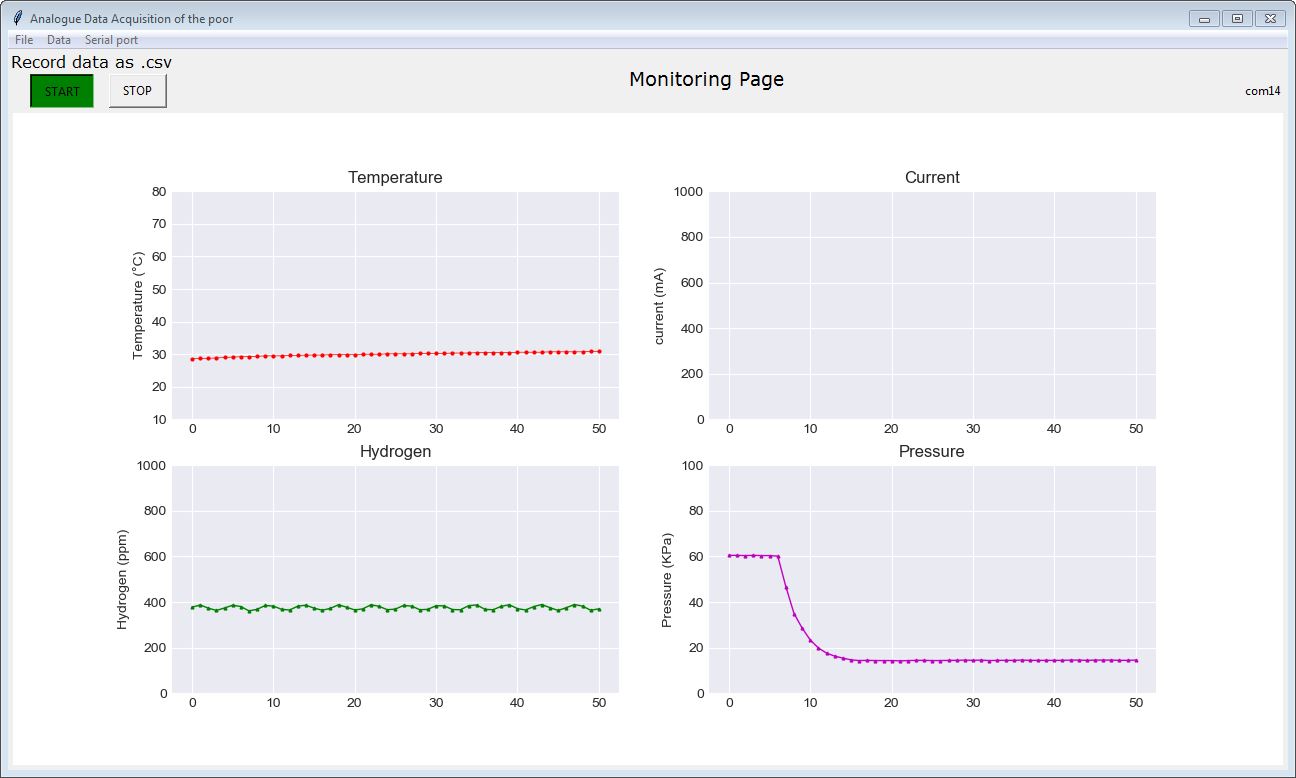 Analogue Data Acquisition of the poor
File Data Serial port
Record data as .csv
START STOP
Monitoring Page
com14
Temperature
Temperature (°C)
80
70
60
50
40
30
20
10
0 10 20 30 40 50
Current
current (mA)
1000
800
600
400
200
0
0 10 20 30 40 50
Hydrogen
Hydrogen (ppm)
1000
800
600
400
200
0
0 10 20 30 40 50
Pressure
Pressure (KPa)
100
80
60
40
20
0
0 10 20 30 40 50